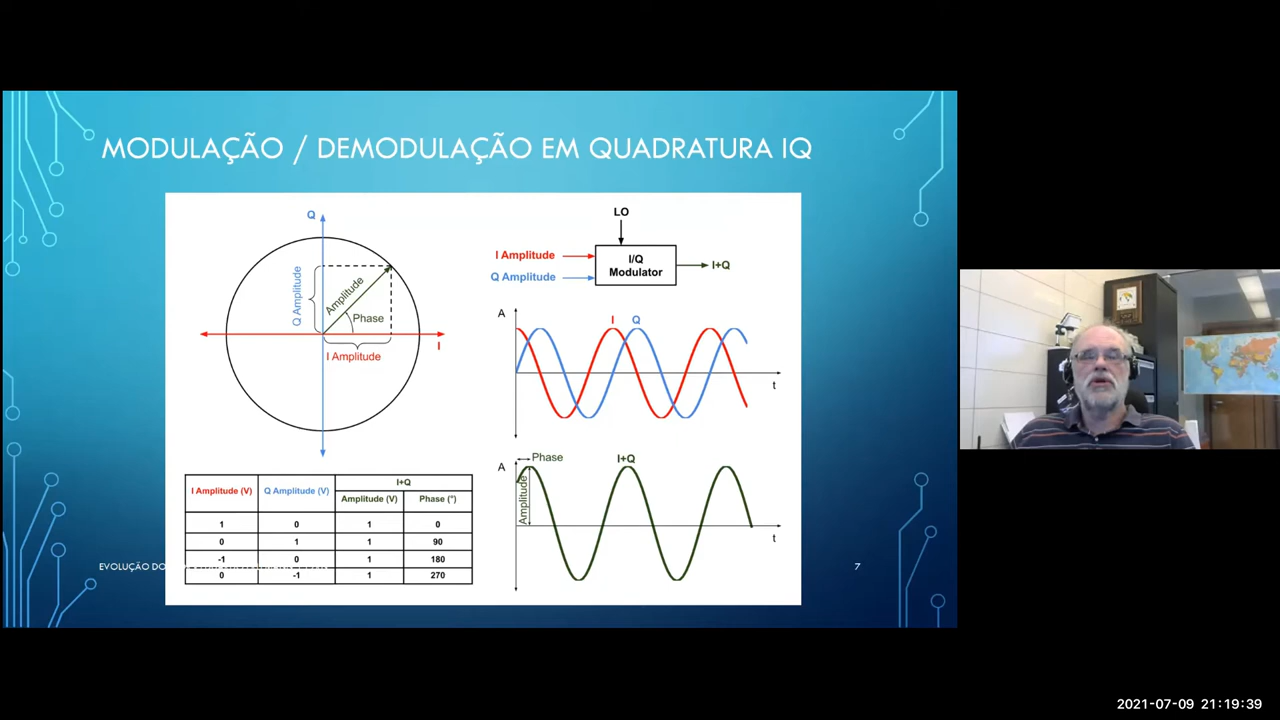 MODULAÇÃO / DEMODULAÇÃO EM QUADRATURA IQ
Q
Q Amplitude
Amplitude
Phase
I Amplitude
I
LO
I Amplitude
Q Amplitude
I/Q
Modulator
I+Q
A
I
Q
t
A
Phase
I+Q
Amplitude
t
I Amplitude (V) Q Amplitude (V) I+Q
Amplitude (V) Phase (°)
1 0 1 0
0 1 1 90
-1 0 1 180
0 -1 1 270
EVOLUÇÃO DO
7
2021-07-09 21:19:39